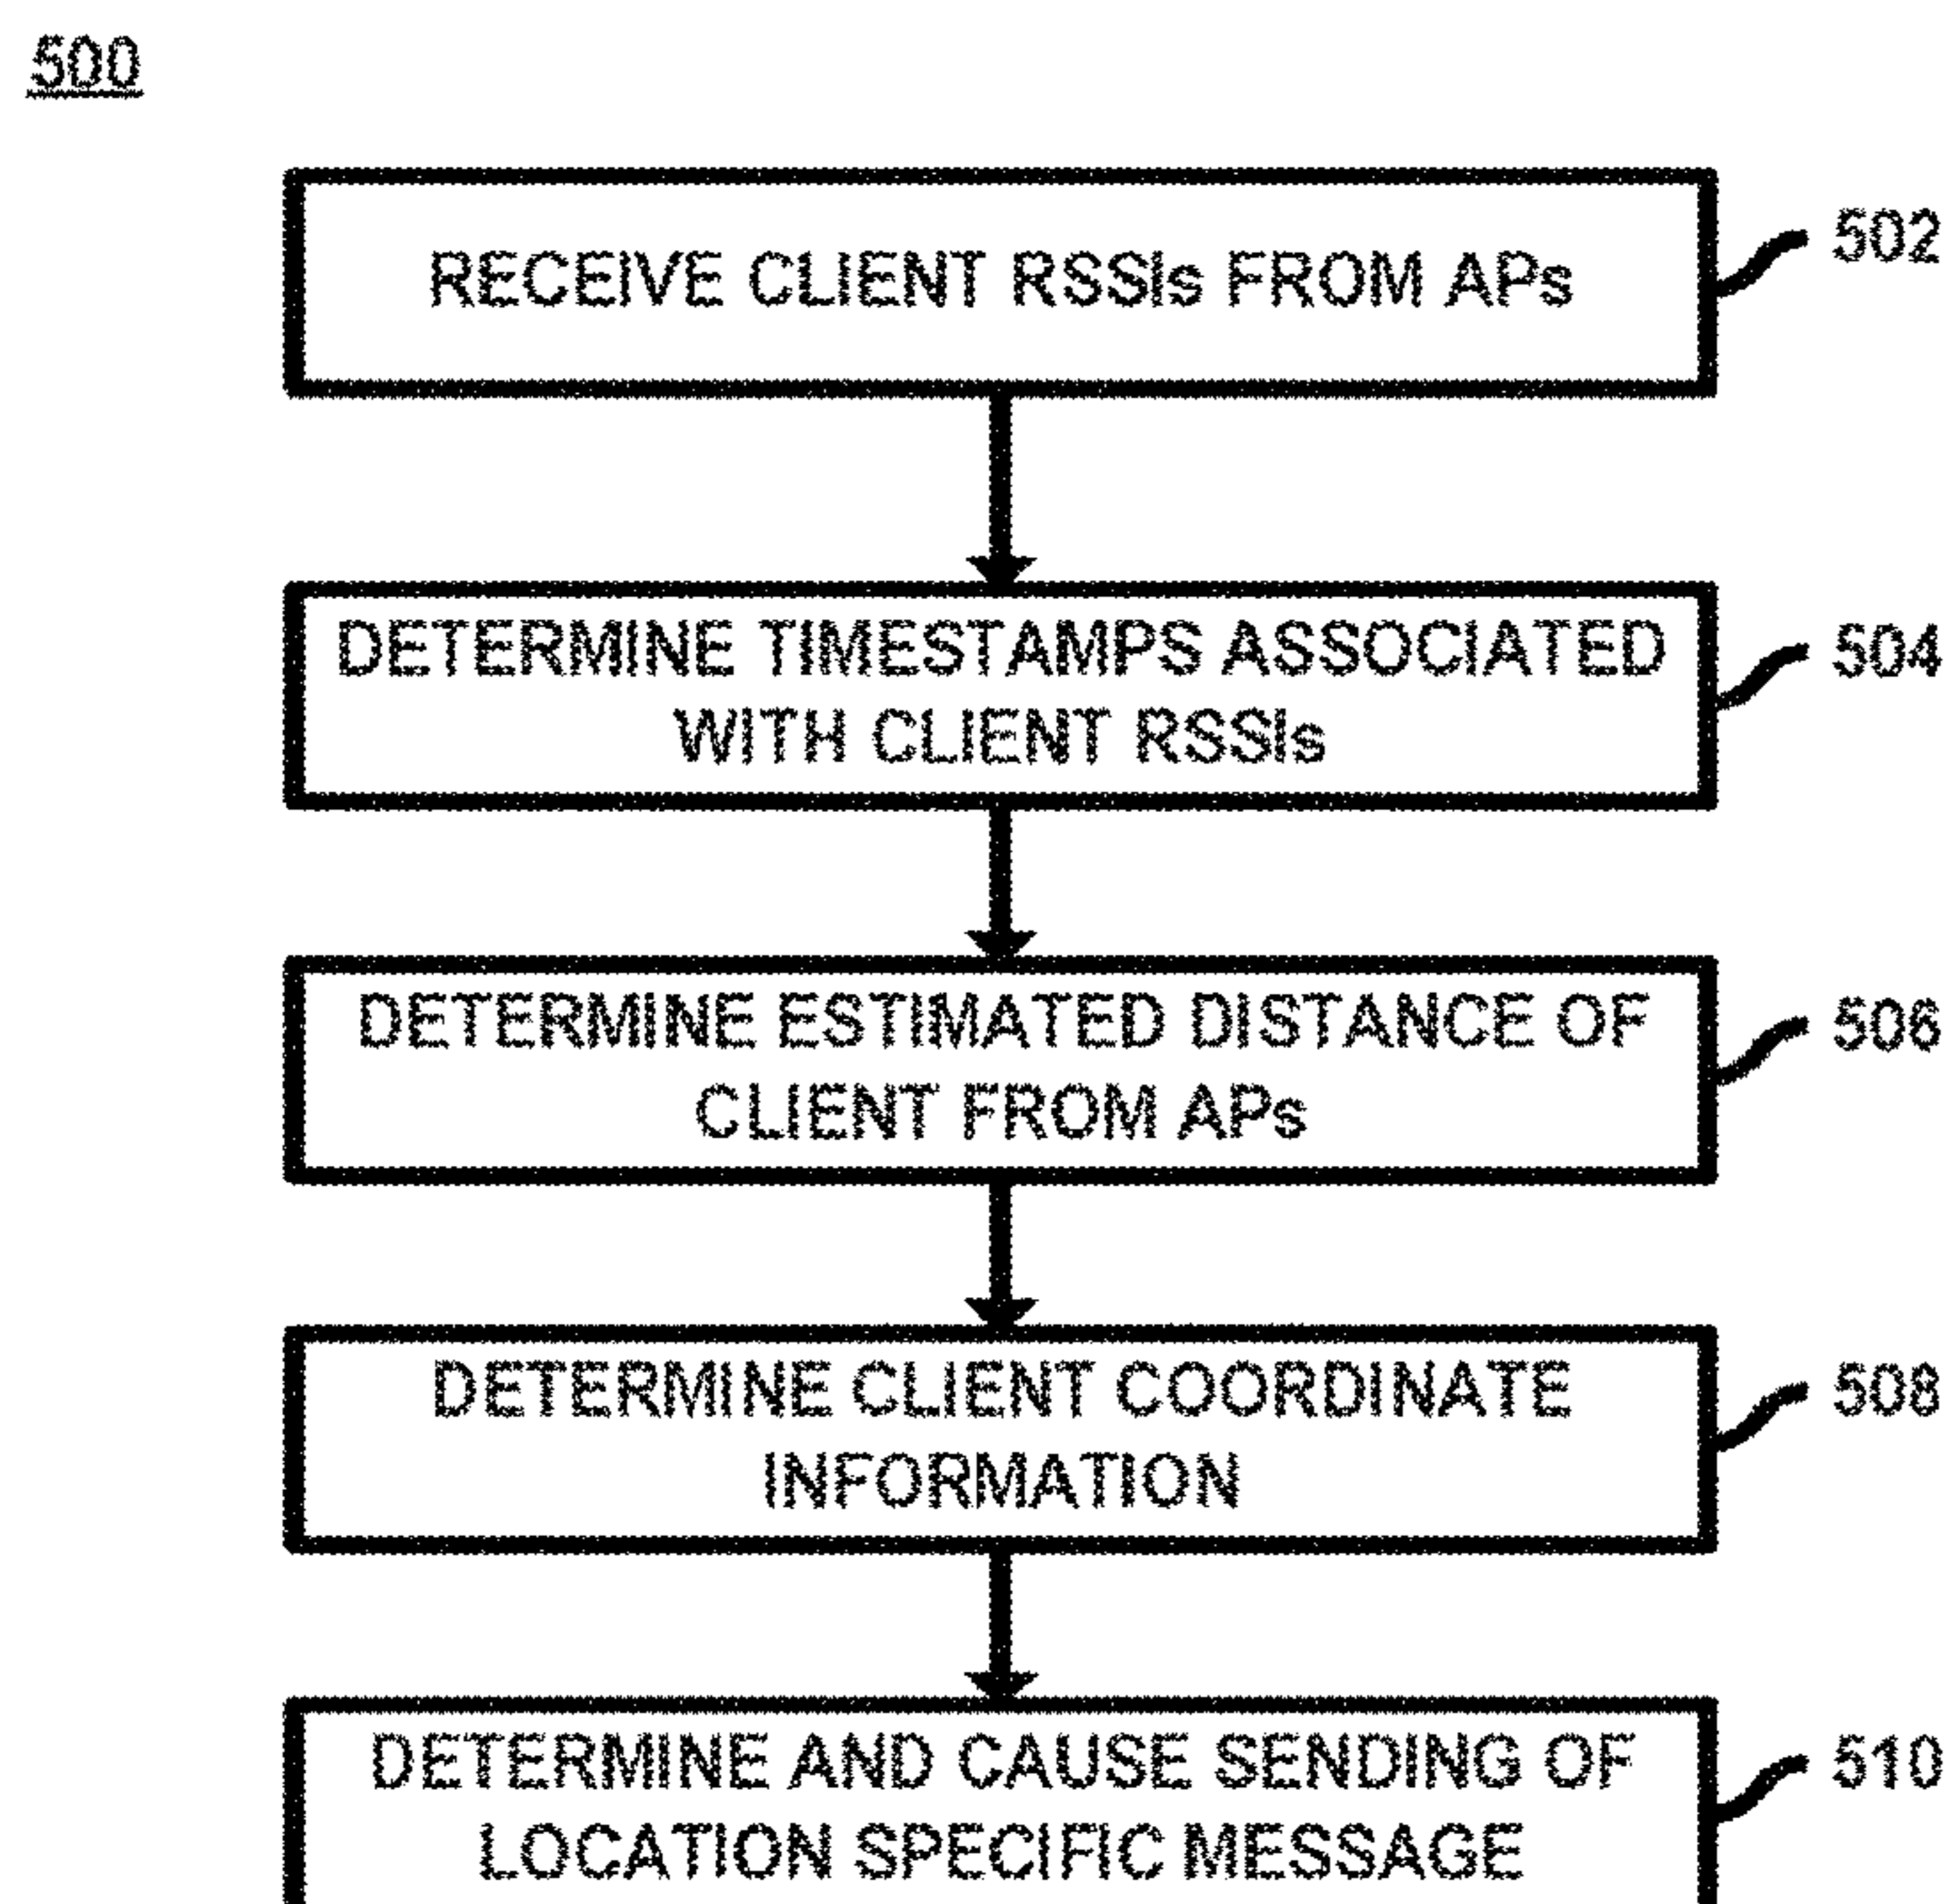 500
RECEIVE CLIENT RSSIs FROM APs
502
DETERMINE TIMESTAMPS ASSOCIATED
WITH CLIENT RSSIs
504
DETERMINE ESTIMATED DISTANCE OF
CLIENT FROM APs
506
DETERMINE CLIENT COORDINATE
INFORMATION
508
DETERMINE AND CAUSE SENDING OF
LOCATION SPECIFIC MESSAGE
510